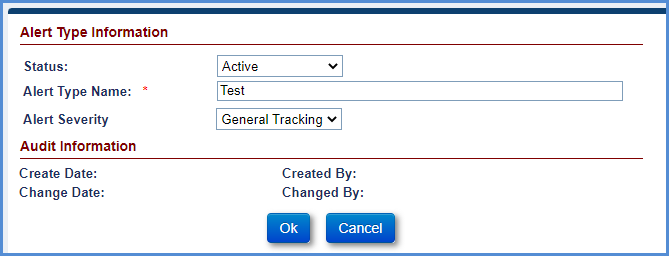 Alert Type Information
Status: Active
Alert Type Name: * Test
Alert Severity General Tracking
Audit Information
Create Date: Created By:
Change Date: Changed By:
Ok Cancel